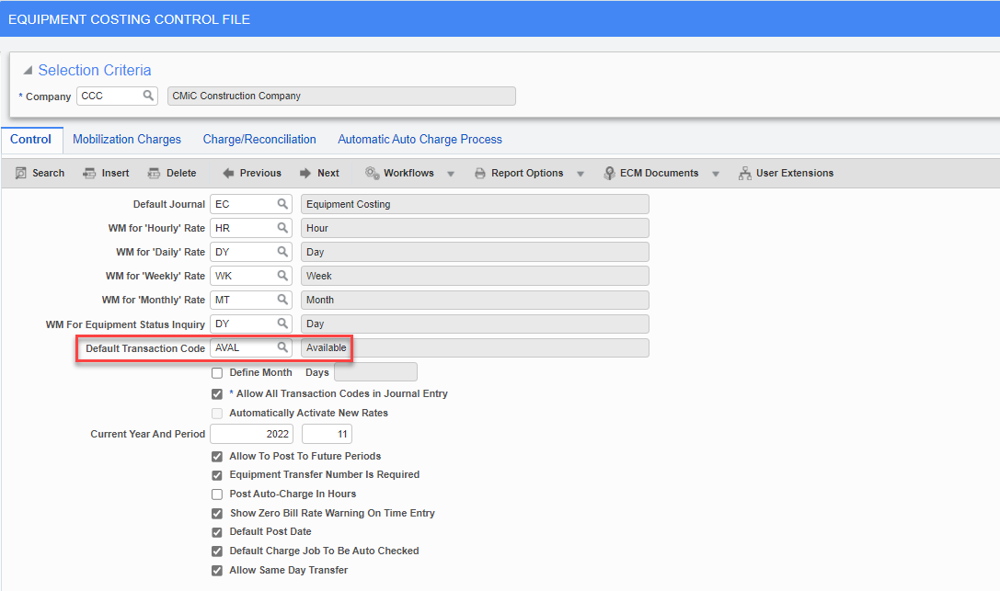 EQUIPMENT COSTING CONTROL FILE
Selection Criteria
* Company CCC CMiC Construction Company
Control Mobilization Charges Charge/Reconciliation Automatic Auto Charge Process
Search Insert Delete Previous Next Workflows Report Options ECM Documents User Extensions
Default Journal EC Equipment Costing
WM for 'Hourly' Rate HR Hour
WM for 'Daily' Rate DY Day
WM for 'Weekly' Rate WK Week
WM for 'Monthly' Rate MT Month
WM For Equipment Status Inquiry DY Day
Default Transaction Code AVAL Available
Define Month Days
* Allow All Transaction Codes in Journal Entry
Automatically Activate New Rates
Current Year And Period 2022 11
Allow To Post To Future Periods
Equipment Transfer Number Is Required
Post Auto-Charge In Hours
Show Zero Bill Rate Warning On Time Entry
Default Post Date
Default Charge Job To Be Auto Checked
Allow Same Day Transfer